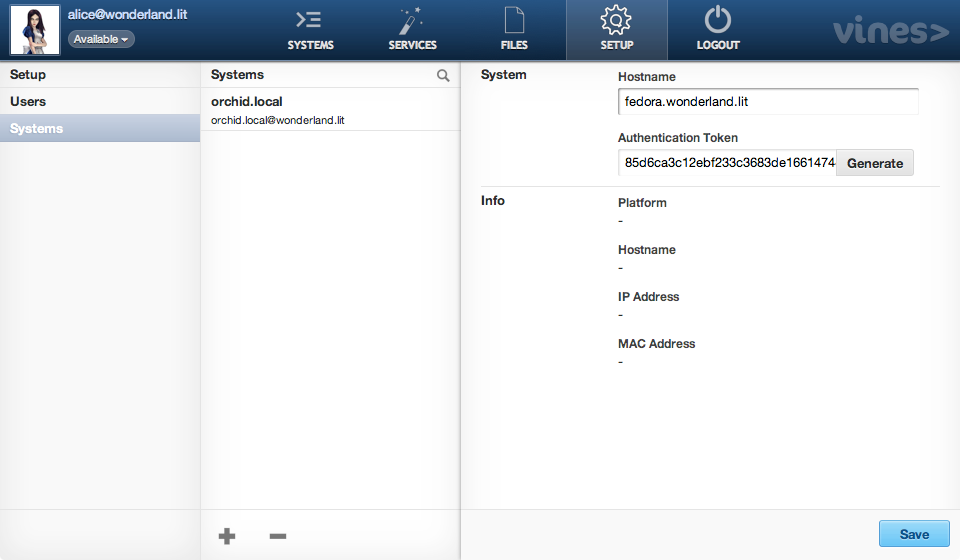 alice@wonderland.lit
Available
SYSTEMS
SERVICES
FILES
SETUP
LOGOUT
vines>
Setup
Users
Systems
Systems
orchid.local
orchid.local@wonderland.lit
System
Hostname
fedora.wonderland.lit
Authentication Token
85d6ca3c12ebf233c3683de1661474
Generate
Info
Platform
-
Hostname
-
IP Address
-
MAC Address
-
Save